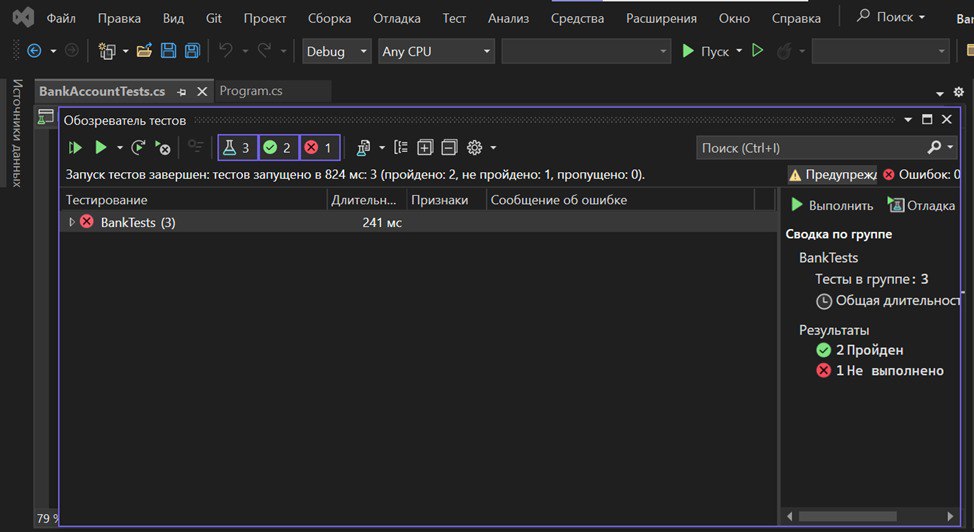 Файл Правка Вид Git Проект Сборка Отладка Тест Анализ Средства Расширения Окно Справка Поиск Ban
Debug Any CPU Пуск
BankAccountTests.cs Program.cs
Источники данных
Обозреватель тестов
3 2 1 Поиск (Ctrl+I)
Запуск тестов завершен: тестов запущено в 824 мс: 3 (пройдено: 2, не пройдено: 1, пропущено: 0). Предупрежд Ошибок: 0
Тестирование Длительн... Признаки Сообщение об ошибке
BankTests (3) 241 мс
Выполнить Отладка
Сводка по группе
BankTests
Тесты в группе: 3
Общая длительност
Результаты
2 Пройден
1 Не выполнено
79 %